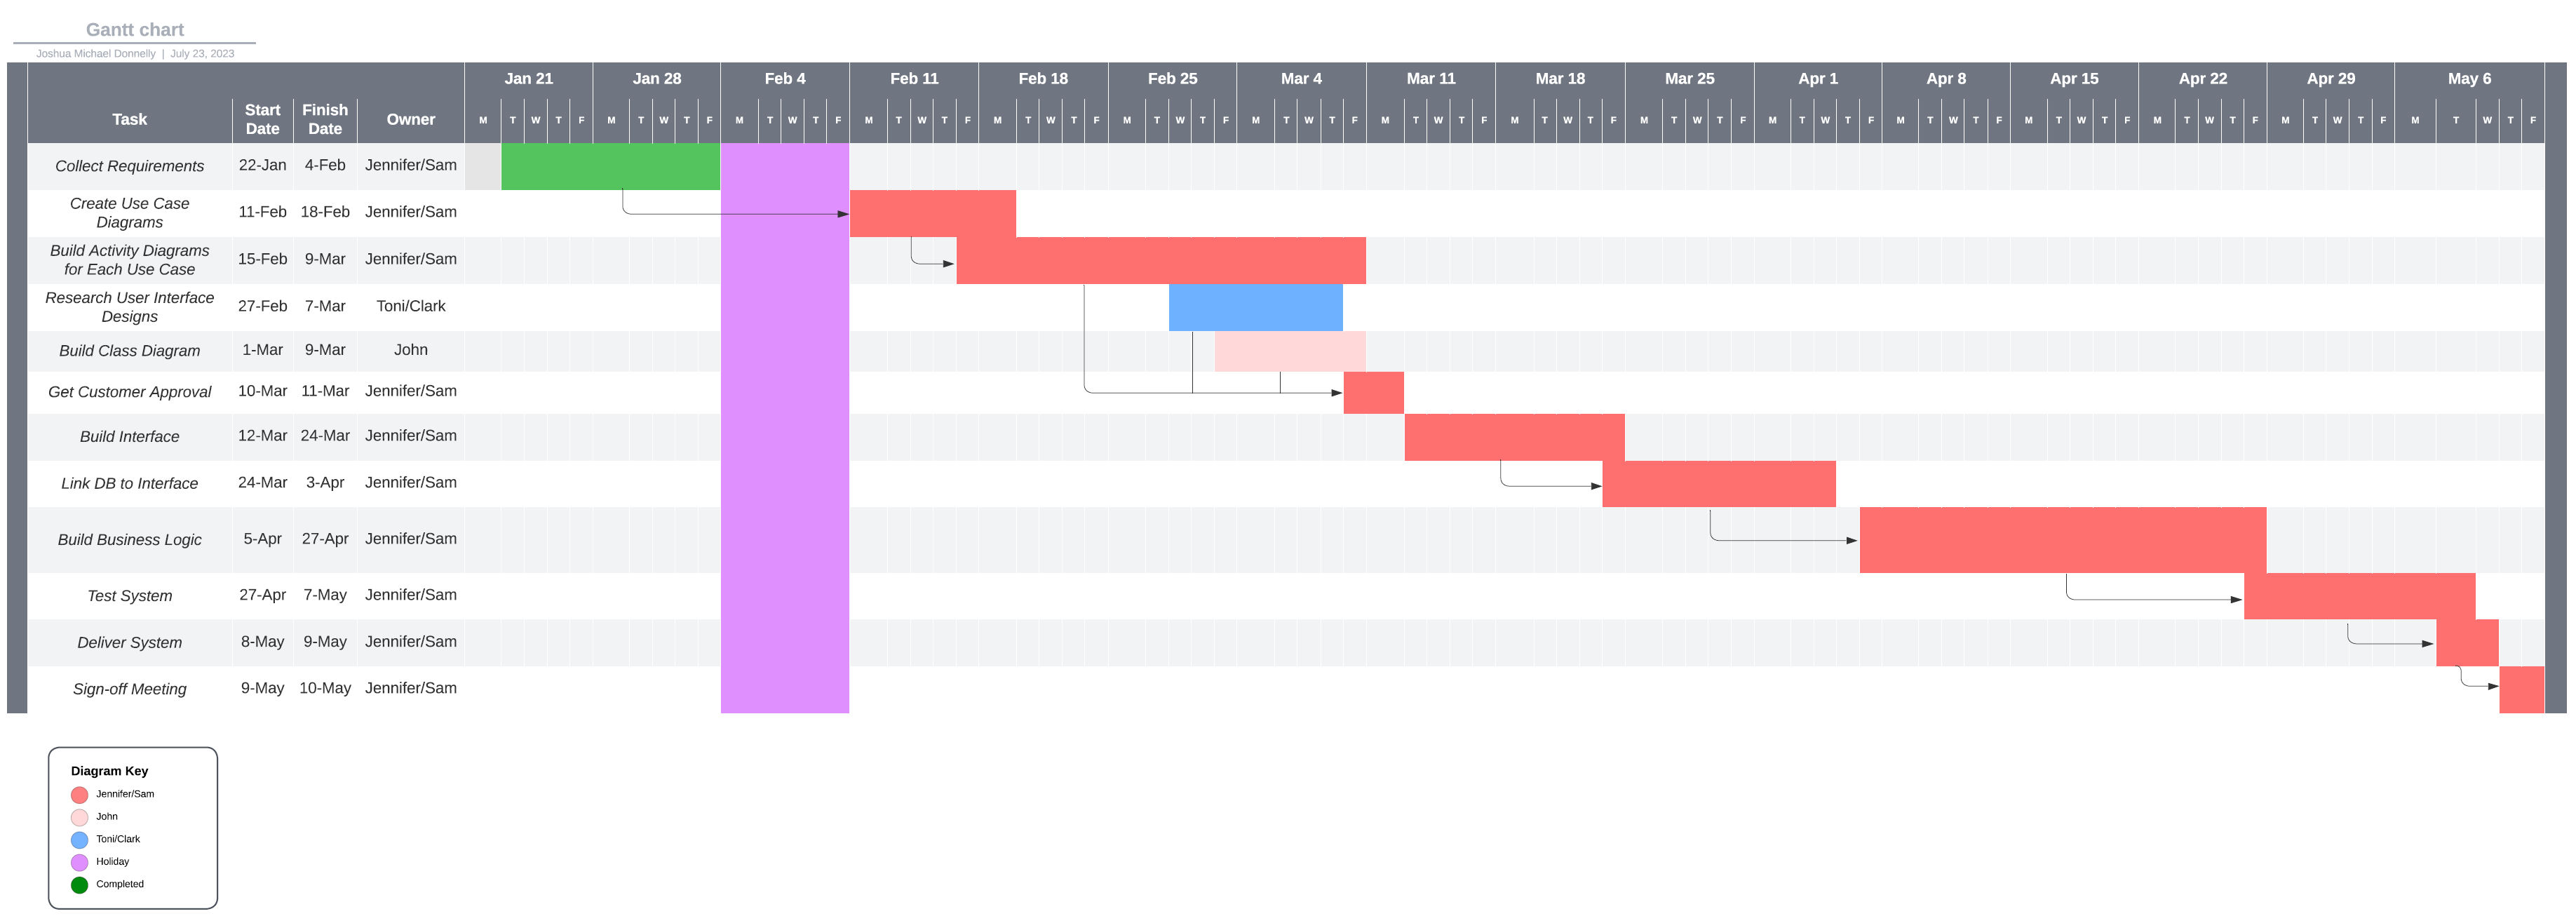 Gantt chart
Joshua Michael Donnelly | July 23, 2023
Jan 21 Jan 28 Feb 4 Feb 11 Feb 18 Feb 25 Mar 4 Mar 11 Mar 18 Mar 25 Apr 1 Apr 8 Apr 15 Apr 22 Apr 29 May 6
Task Start Date Finish Date Owner M T W T F M T W T F M T W T F M T W T F M T W T F M T W T F M T W T F M T W T F M T W T F M T W T F M T W T F M T W T F M T W T F M T W T F M T W T F M T W T F
Collect Requirements 22-Jan 4-Feb Jennifer/Sam
Create Use Case
Diagrams 11-Feb 18-Feb Jennifer/Sam
Build Activity Diagrams
for Each Use Case 15-Feb 9-Mar Jennifer/Sam
Research User Interface
Designs 27-Feb 7-Mar Toni/Clark
Build Class Diagram 1-Mar 9-Mar John
Get Customer Approval 10-Mar 11-Mar Jennifer/Sam
Build Interface 12-Mar 24-Mar Jennifer/Sam
Link DB to Interface 24-Mar 3-Apr Jennifer/Sam
Build Business Logic 5-Apr 27-Apr Jennifer/Sam
Test System 27-Apr 7-May Jennifer/Sam
Deliver System 8-May 9-May Jennifer/Sam
Sign-off Meeting 9-May 10-May Jennifer/Sam
Diagram Key
Jennifer/Sam
John
Toni/Clark
Holiday
Completed